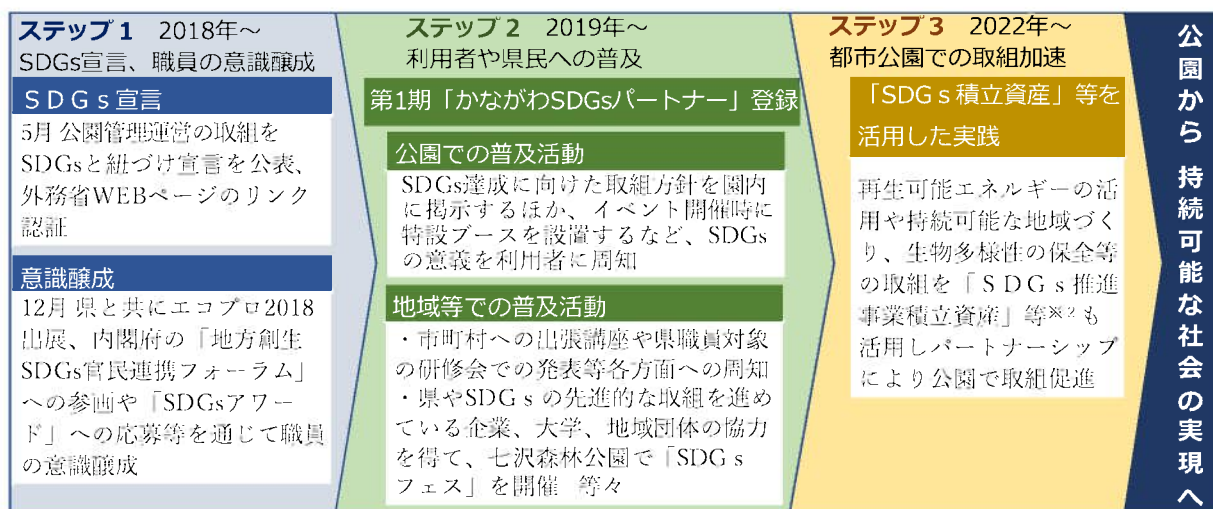 ステップ1 2018年～
SDGs宣言、職員の意識醸成
SDGs宣言
5月 公園管理運営の取組を
SDGsと紐づけ宣言を公表、
外務省WEBページのリンク
認証
意識醸成
12月 県と共にエコプロ2018
出展、内閣府の「地方創生
SDGs官民連携フォーラム」
への参画や「SDGsアワー
ド」への応募等を通じて職員
の意識醸成
ステップ2 2019年～
利用者や県民への普及
第1期「かながわSDGsパートナー」登録
公園での普及活動
SDGs達成に向けた取組方針を園内
に掲示するほか、イベント開催時に
特設ブースを設置するなど、SDGs
の意義を利用者に周知
地域等での普及活動
・市町村への出張講座や県職員対象
の研修会での発表等各方面への周知
・県やSDGsの先進的な取組を進め
ている企業、大学、地域団体の協力
を得て、七沢森林公園で「SDGs
フェス」を開催 等々
ステップ3 2022年～
都市公園での取組加速
「SDGs積立資産」等を
活用した実践
再生可能エネルギーの活
用や持続可能な地域づく
り、生物多様性の保全等
の取組を「SDGs推進
事業積立資産」等※2も
活用しパートナーシップ
により公園で取組促進
公園から 持続可能な社会の実現へ